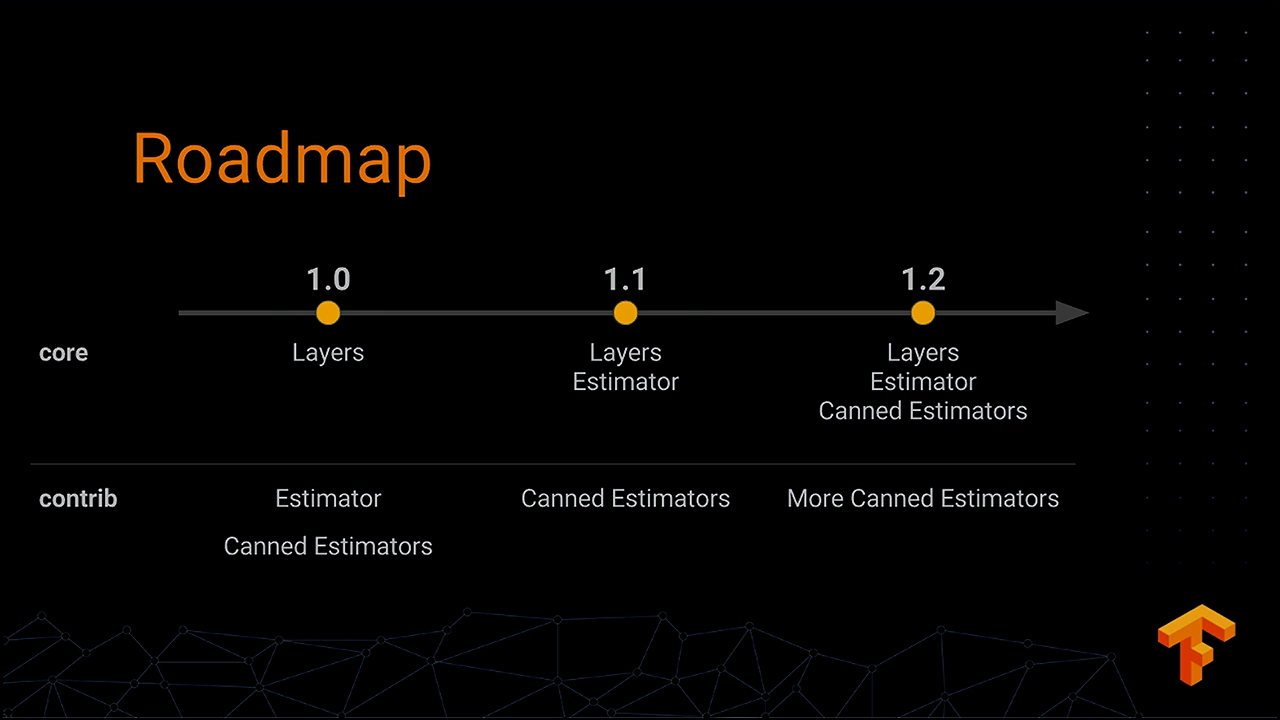 Roadmap
1.0 1.1 1.2
core Layers Layers Layers
Estimator Estimator
Canned Estimators
contrib Estimator Canned Estimators More Canned Estimators
Canned Estimators